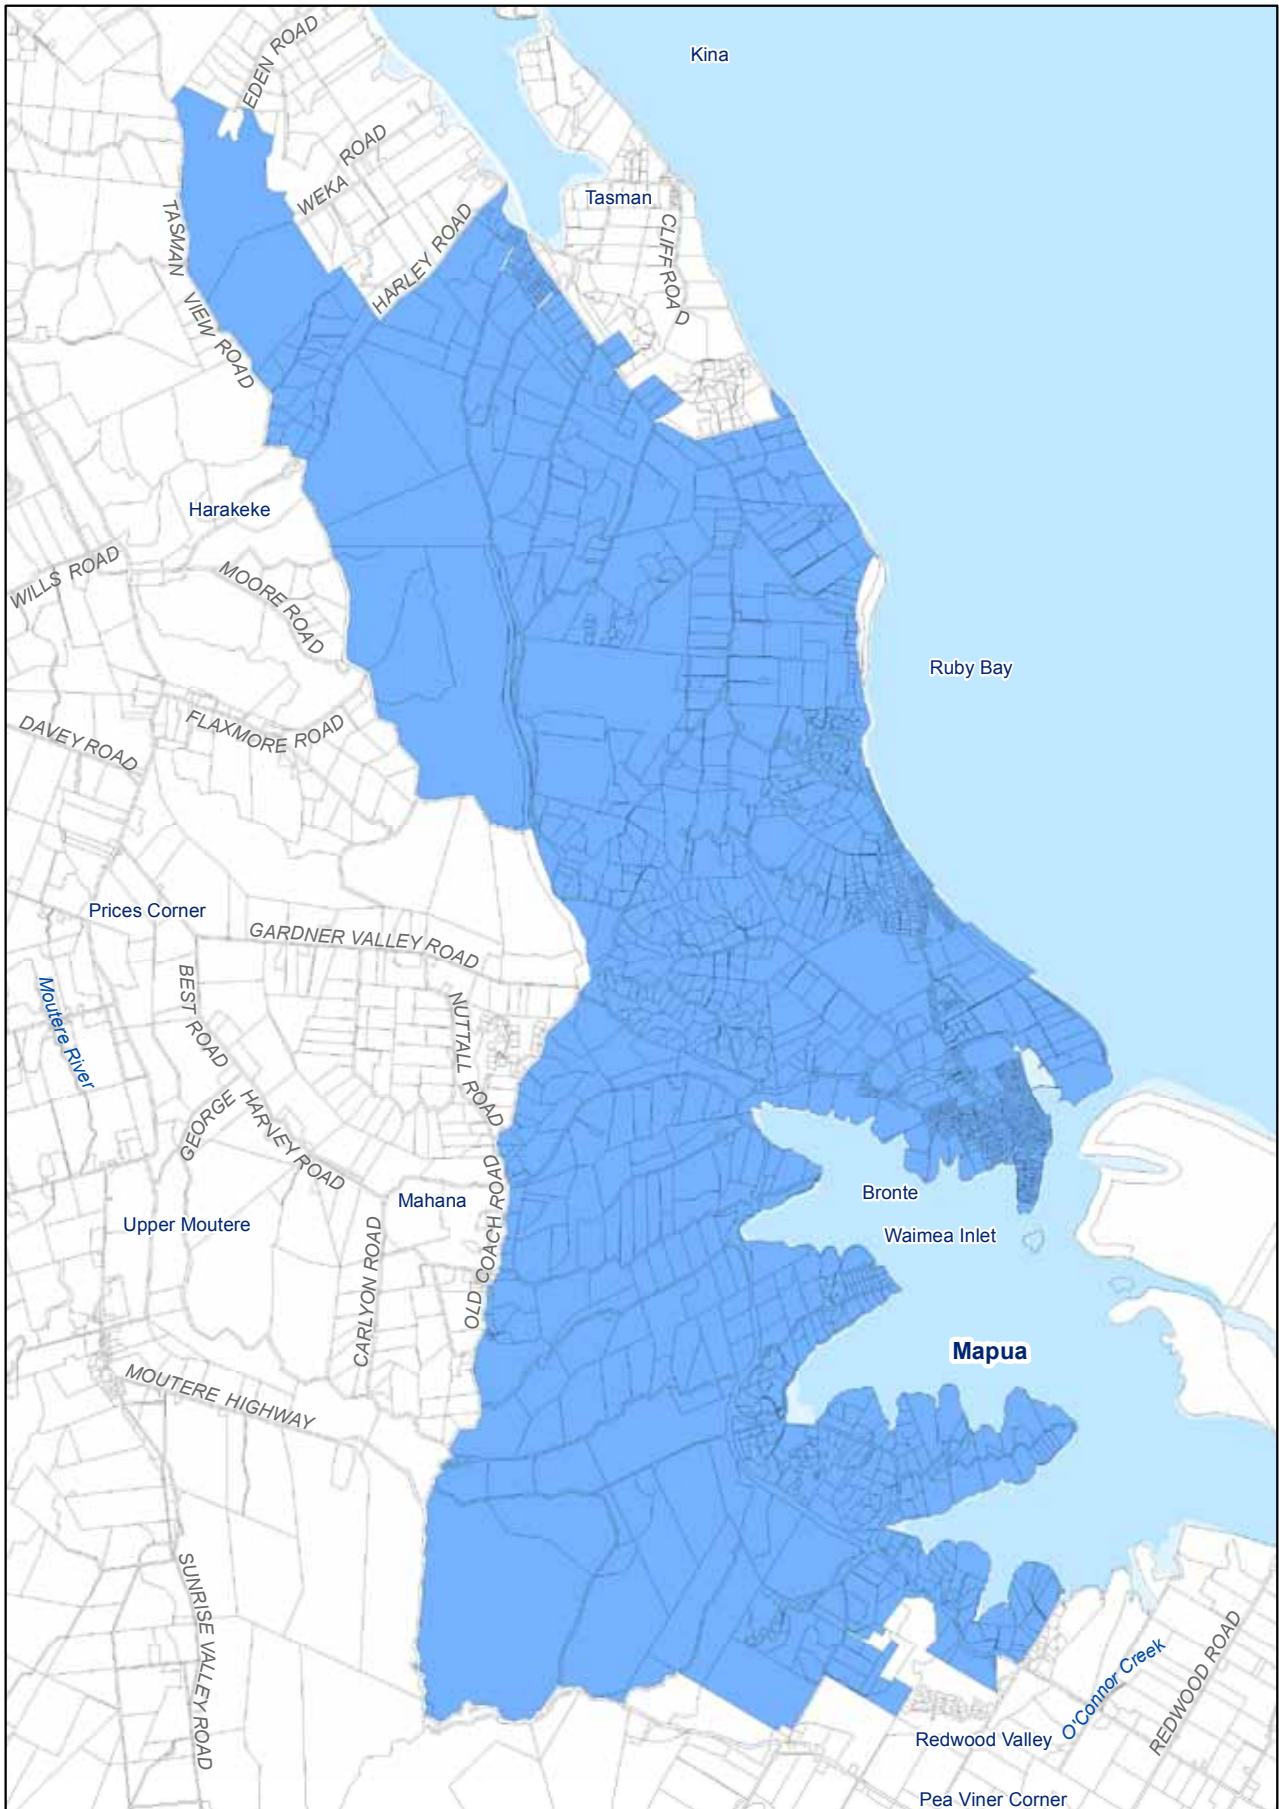 Kina
EDEN ROAD
WEKA ROAD
Tasman
TASMAN VIEW ROAD
HARLEY ROAD
CLIFF ROAD
Harakeke
WILLS ROAD
MOORE ROAD
Ruby Bay
DAVEY ROAD
FLAXMORE ROAD
Prices Corner
GARDNER VALLEY ROAD
Moutere River
BEST ROAD
NUTTALL ROAD
GEORGE HARVEY ROAD
Mahana
OLD COACH ROAD
Bronte
Upper Moutere
Waimea Inlet
CARLYON ROAD
Mapua
MOUTERE HIGHWAY
SUNRISE VALLEY ROAD
O'Connor Creek
REDWOOD ROAD
Redwood Valley
Pea Viner Corner